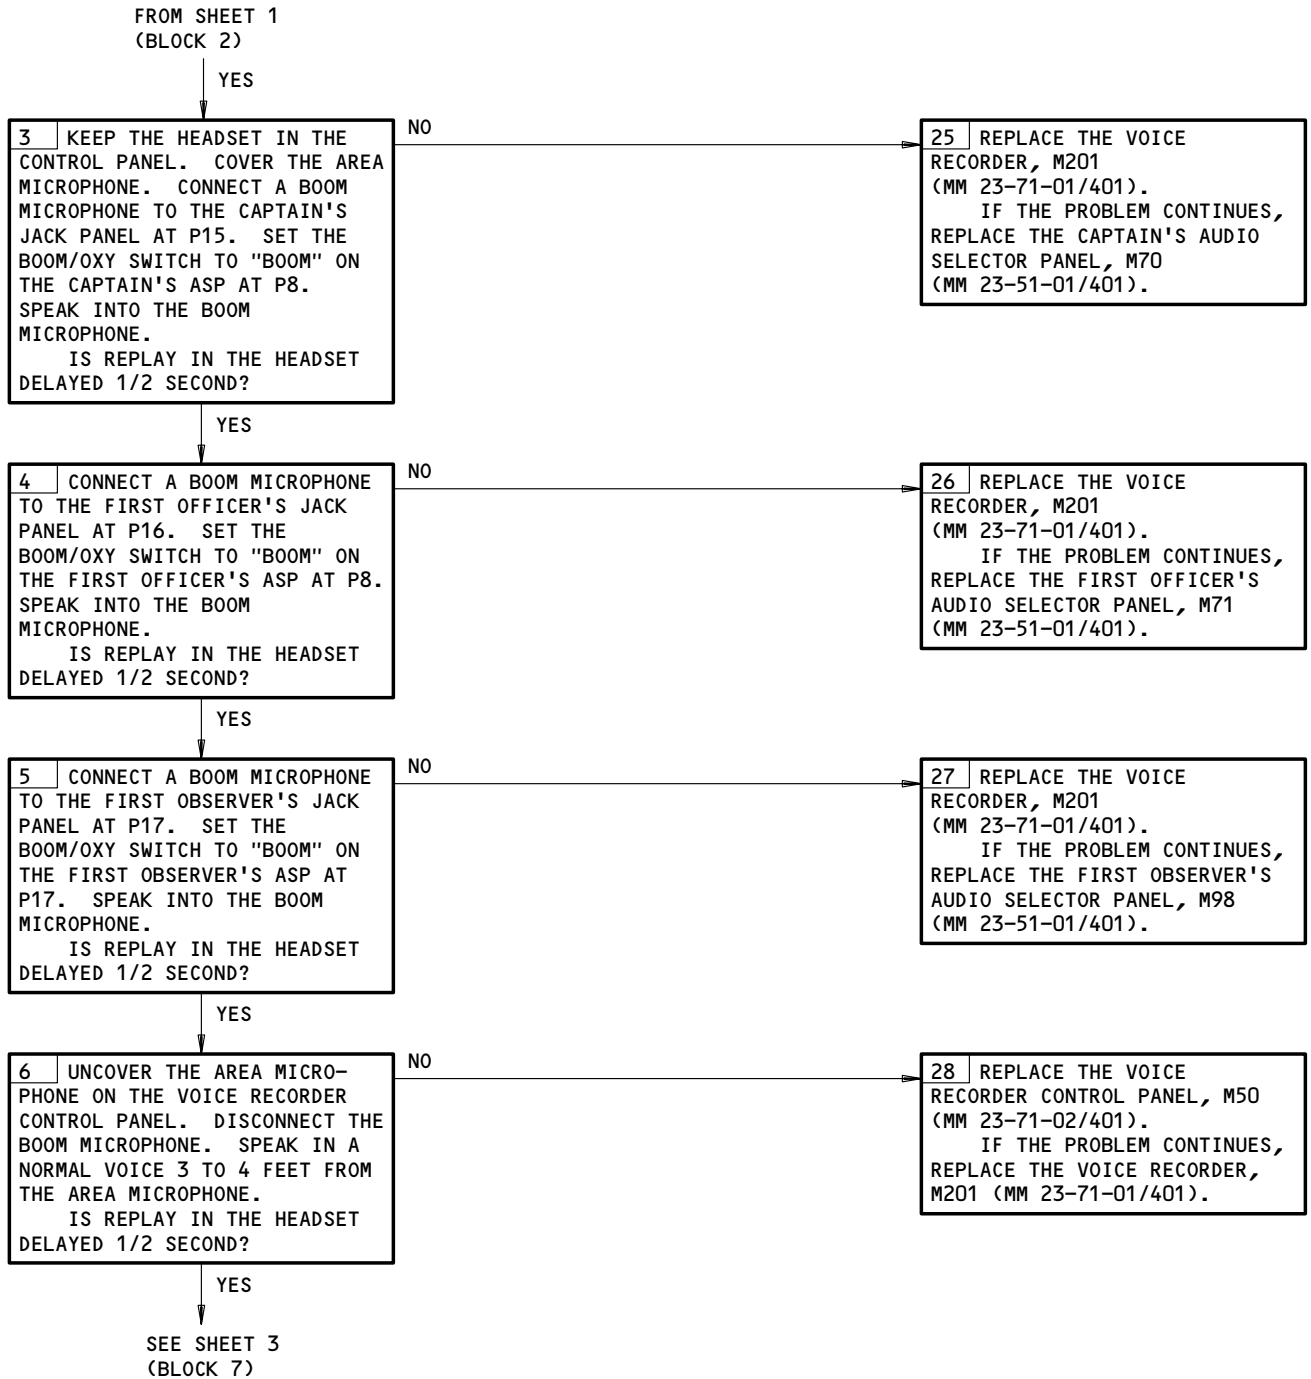 FROM SHEET 1
(BLOCK 2)
YES
3 KEEP THE HEADSET IN THE
CONTROL PANEL. COVER THE AREA
MICROPHONE. CONNECT A BOOM
MICROPHONE TO THE CAPTAIN'S
JACK PANEL AT P15. SET THE
BOOM/OXY SWITCH TO "BOOM" ON
THE CAPTAIN'S ASP AT P8.
SPEAK INTO THE BOOM
MICROPHONE.
IS REPLAY IN THE HEADSET
DELAYED 1/2 SECOND?
NO
25 REPLACE THE VOICE
RECORDER, M201
(MM 23-71-01/401).
IF THE PROBLEM CONTINUES,
REPLACE THE CAPTAIN'S AUDIO
SELECTOR PANEL, M70
(MM 23-51-01/401).
YES
4 CONNECT A BOOM MICROPHONE
TO THE FIRST OFFICER'S JACK
PANEL AT P16. SET THE
BOOM/OXY SWITCH TO "BOOM" ON
THE FIRST OFFICER'S ASP AT P8.
SPEAK INTO THE BOOM
MICROPHONE.
IS REPLAY IN THE HEADSET
DELAYED 1/2 SECOND?
NO
26 REPLACE THE VOICE
RECORDER, M201
(MM 23-71-01/401).
IF THE PROBLEM CONTINUES,
REPLACE THE FIRST OFFICER'S
AUDIO SELECTOR PANEL, M71
(MM 23-51-01/401).
YES
5 CONNECT A BOOM MICROPHONE
TO THE FIRST OBSERVER'S JACK
PANEL AT P17. SET THE
BOOM/OXY SWITCH TO "BOOM" ON
THE FIRST OBSERVER'S ASP AT
P17. SPEAK INTO THE BOOM
MICROPHONE.
IS REPLAY IN THE HEADSET
DELAYED 1/2 SECOND?
NO
27 REPLACE THE VOICE
RECORDER, M201
(MM 23-71-01/401).
IF THE PROBLEM CONTINUES,
REPLACE THE FIRST OBSERVER'S
AUDIO SELECTOR PANEL, M98
(MM 23-51-01/401).
YES
6 UNCOVER THE AREA MICRO-
PHONE ON THE VOICE RECORDER
CONTROL PANEL. DISCONNECT THE
BOOM MICROPHONE. SPEAK IN A
NORMAL VOICE 3 TO 4 FEET FROM
THE AREA MICROPHONE.
IS REPLAY IN THE HEADSET
DELAYED 1/2 SECOND?
NO
28 REPLACE THE VOICE
RECORDER CONTROL PANEL, M50
(MM 23-71-02/401).
IF THE PROBLEM CONTINUES,
REPLACE THE VOICE RECORDER,
M201 (MM 23-71-01/401).
YES
SEE SHEET 3
(BLOCK 7)